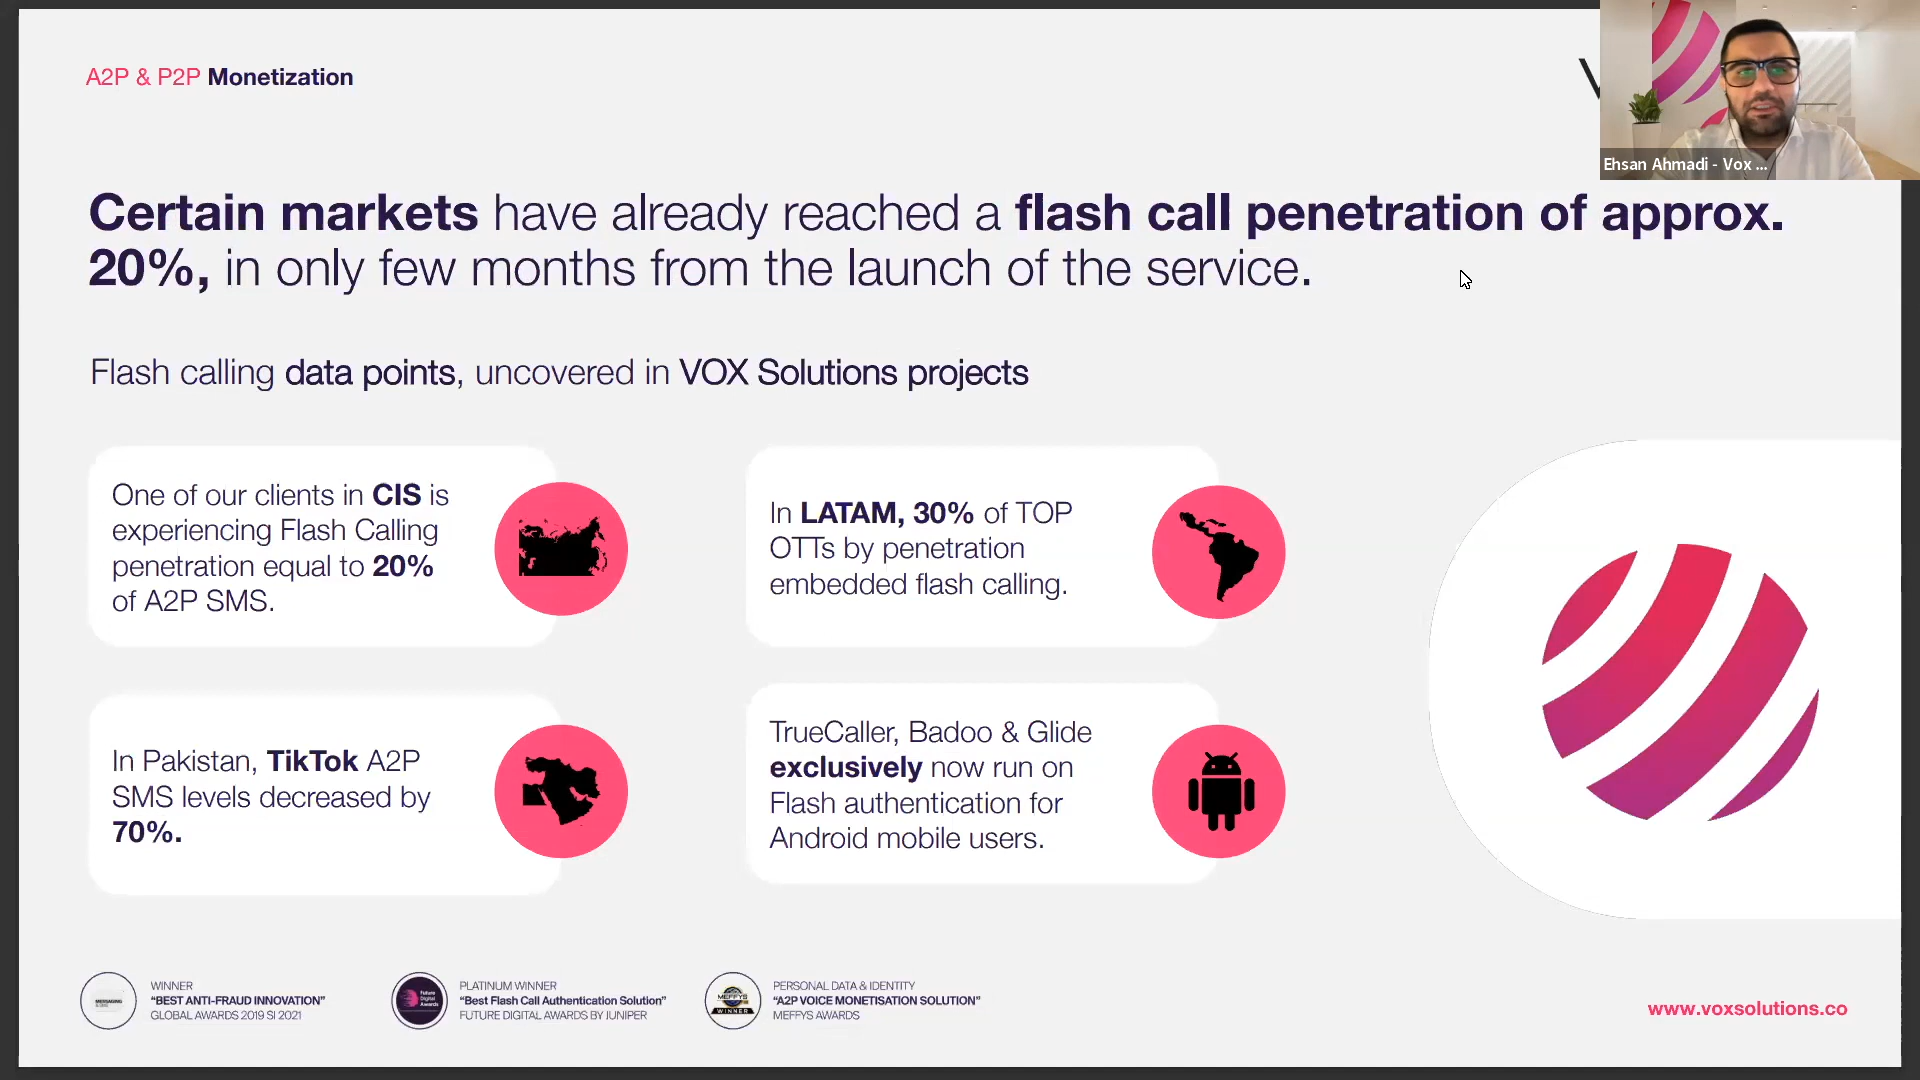 A2P & P2P Monetization
Ehsan Ahmadi - Vox ...
Certain markets have already reached a flash call penetration of approx.
20%, in only few months from the launch of the service.
Flash calling data points, uncovered in VOX Solutions projects
One of our clients in CIS is
experiencing Flash Calling
penetration equal to 20%
of A2P SMS.
In LATAM, 30% of TOP
OTTs by penetration
embedded flash calling.
In Pakistan, TikTok A2P
SMS levels decreased by
70%.
TrueCaller, Badoo & Glide
exclusively now run on
Flash authentication for
Android mobile users.
WINNER
“BEST ANTI-FRAUD INNOVATION”
GLOBAL AWARDS 2019 SI 2021
Future
Digital
Awards
PLATINUM WINNER
“Best Flash Call Authentication Solution”
FUTURE DIGITAL AWARDS BY JUNIPER
MEFFYS
WINNER
PERSONAL DATA & IDENTITY
“A2P VOICE MONETISATION SOLUTION”
MEFFYS AWARDS
www.voxsolutions.co